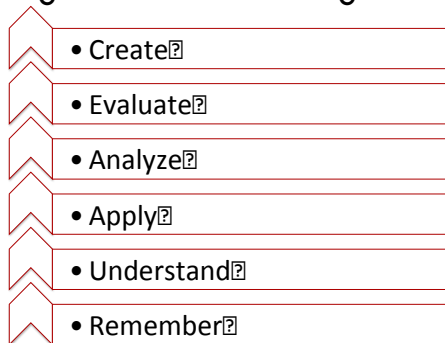 • Create�
• Evaluate�
• Analyze�
• Apply�
• Understand�
• Remember�